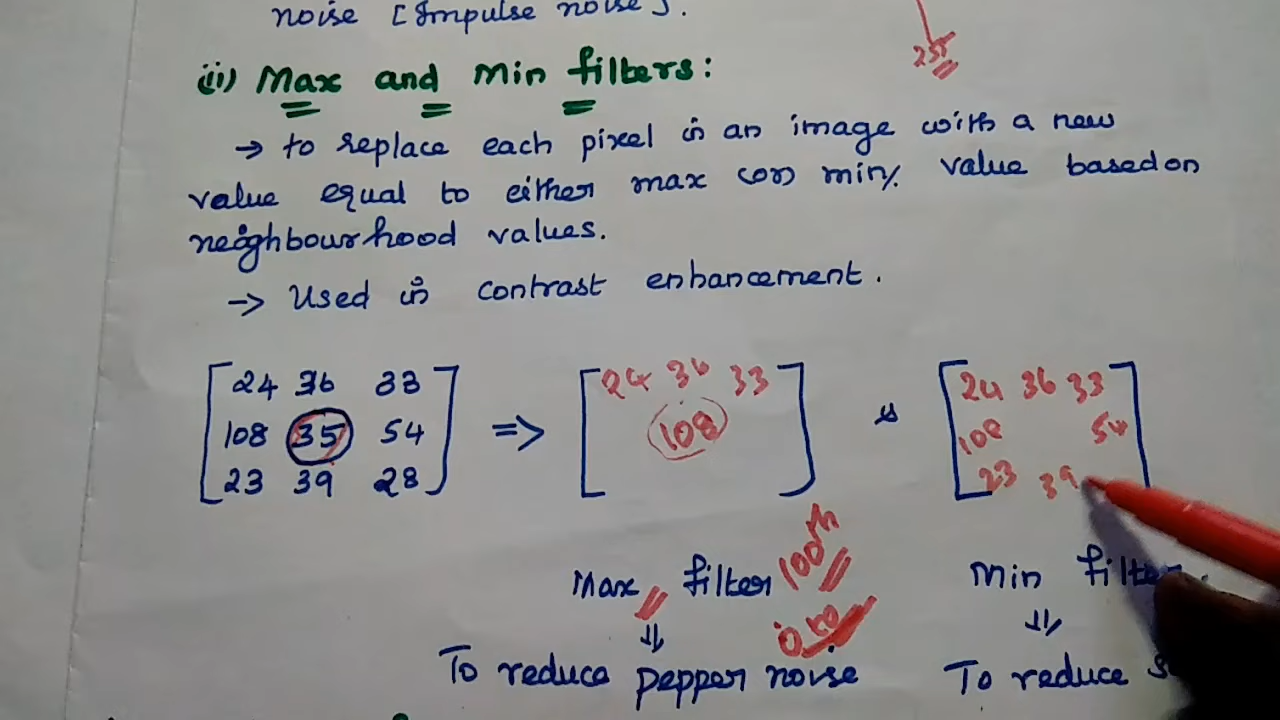 noise [Impulse noise].
255
(ii) Max and Min filters:
→ to replace each pixel in an image with a new
value equal to either max (or) min/. value based on
neighbourhood values.
→ Used in contrast enhancement.
24 36 33
108 35 54
23 39 28
⇒
24 36 33
108
24 36 33
108 54
23 39
Max filter 100th
Min filter.
⇓ 0th
⇓
To reduce pepper noise
To reduce